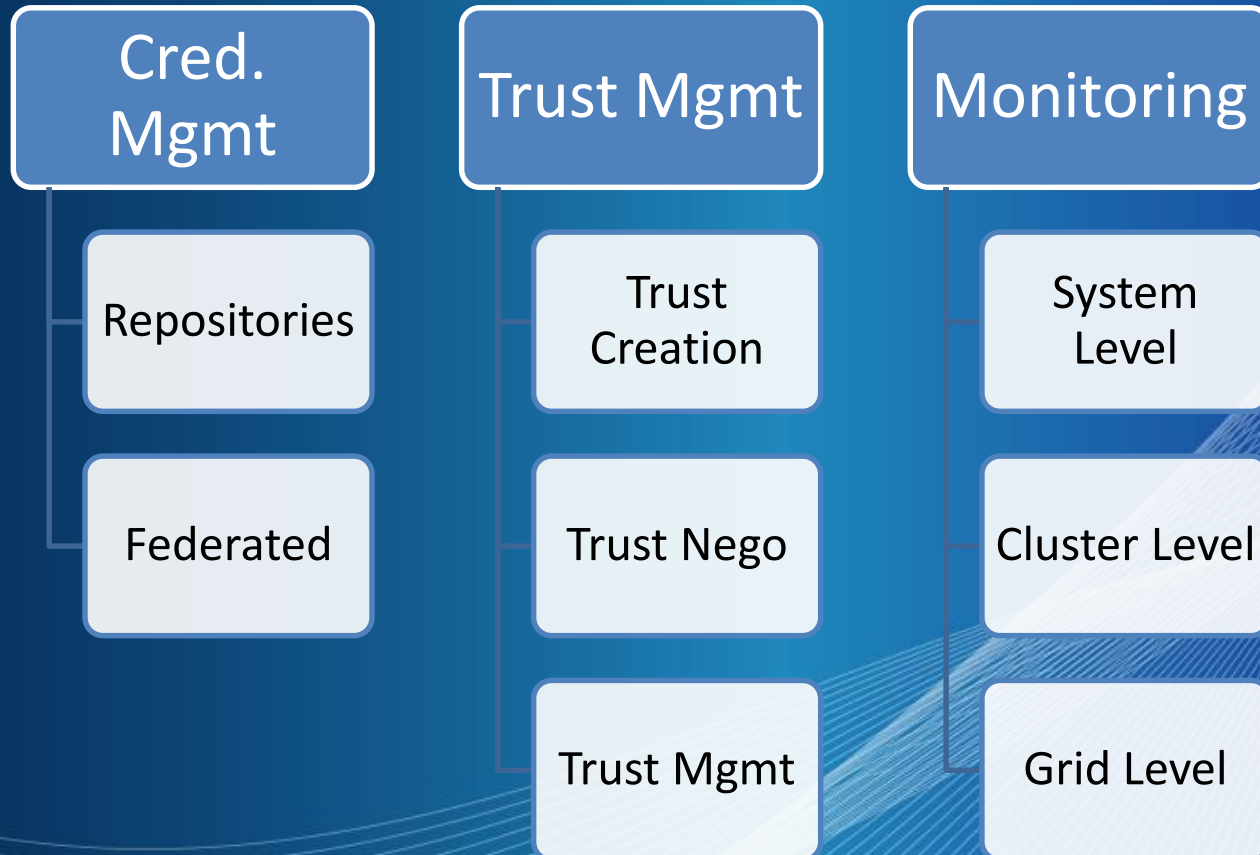 Cred.
Mgmt
Repositories
Federated
Trust Mgmt
Trust
Creation
Trust Nego
Trust Mgmt
Monitoring
System
Level
Cluster Level
Grid Level